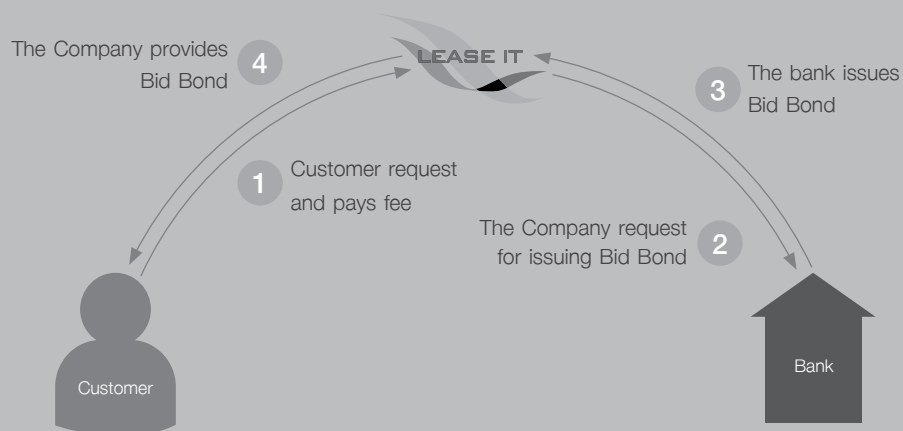 LEASE IT
The Company provides
Bid Bond
4
3
The bank issues
Bid Bond
1
Customer request
and pays fee
The Company request
for issuing Bid Bond
2
Customer
Bank